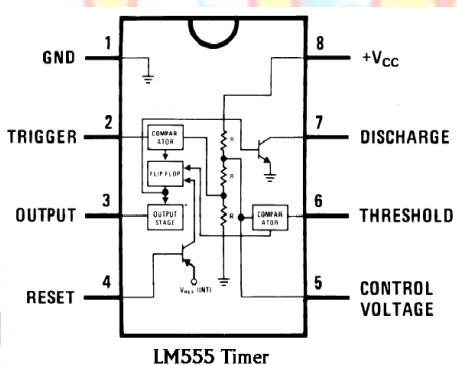 1
GND
8
+VCC
2
TRIGGER
COMPAR
ATOR
R
7
DISCHARGE
FLIP FLOP
R
3
OUTPUT
OUTPUT
STAGE
R
COMPAR
ATOR
6
THRESHOLD
4
RESET
VREF (INT)
5
CONTROL
VOLTAGE
LM555 Timer